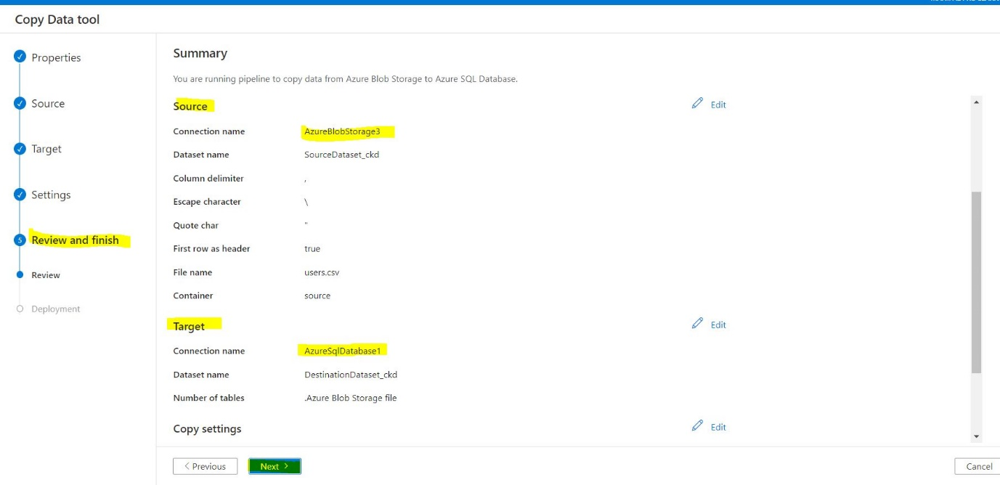 Copy Data tool
Properties
Source
Target
Settings
5 Review and finish
Review
Deployment
Summary
You are running pipeline to copy data from Azure Blob Storage to Azure SQL Database.
Source Edit
Connection name AzureBlobStorage3
Dataset name SourceDataset_ckd
Column delimiter ,
Escape character \
Quote char "
First row as header true
File name users.csv
Container source
Target Edit
Connection name AzureSqlDatabase1
Dataset name DestinationDataset_ckd
Number of tables .Azure Blob Storage file
Copy settings Edit
< Previous Next > Cancel